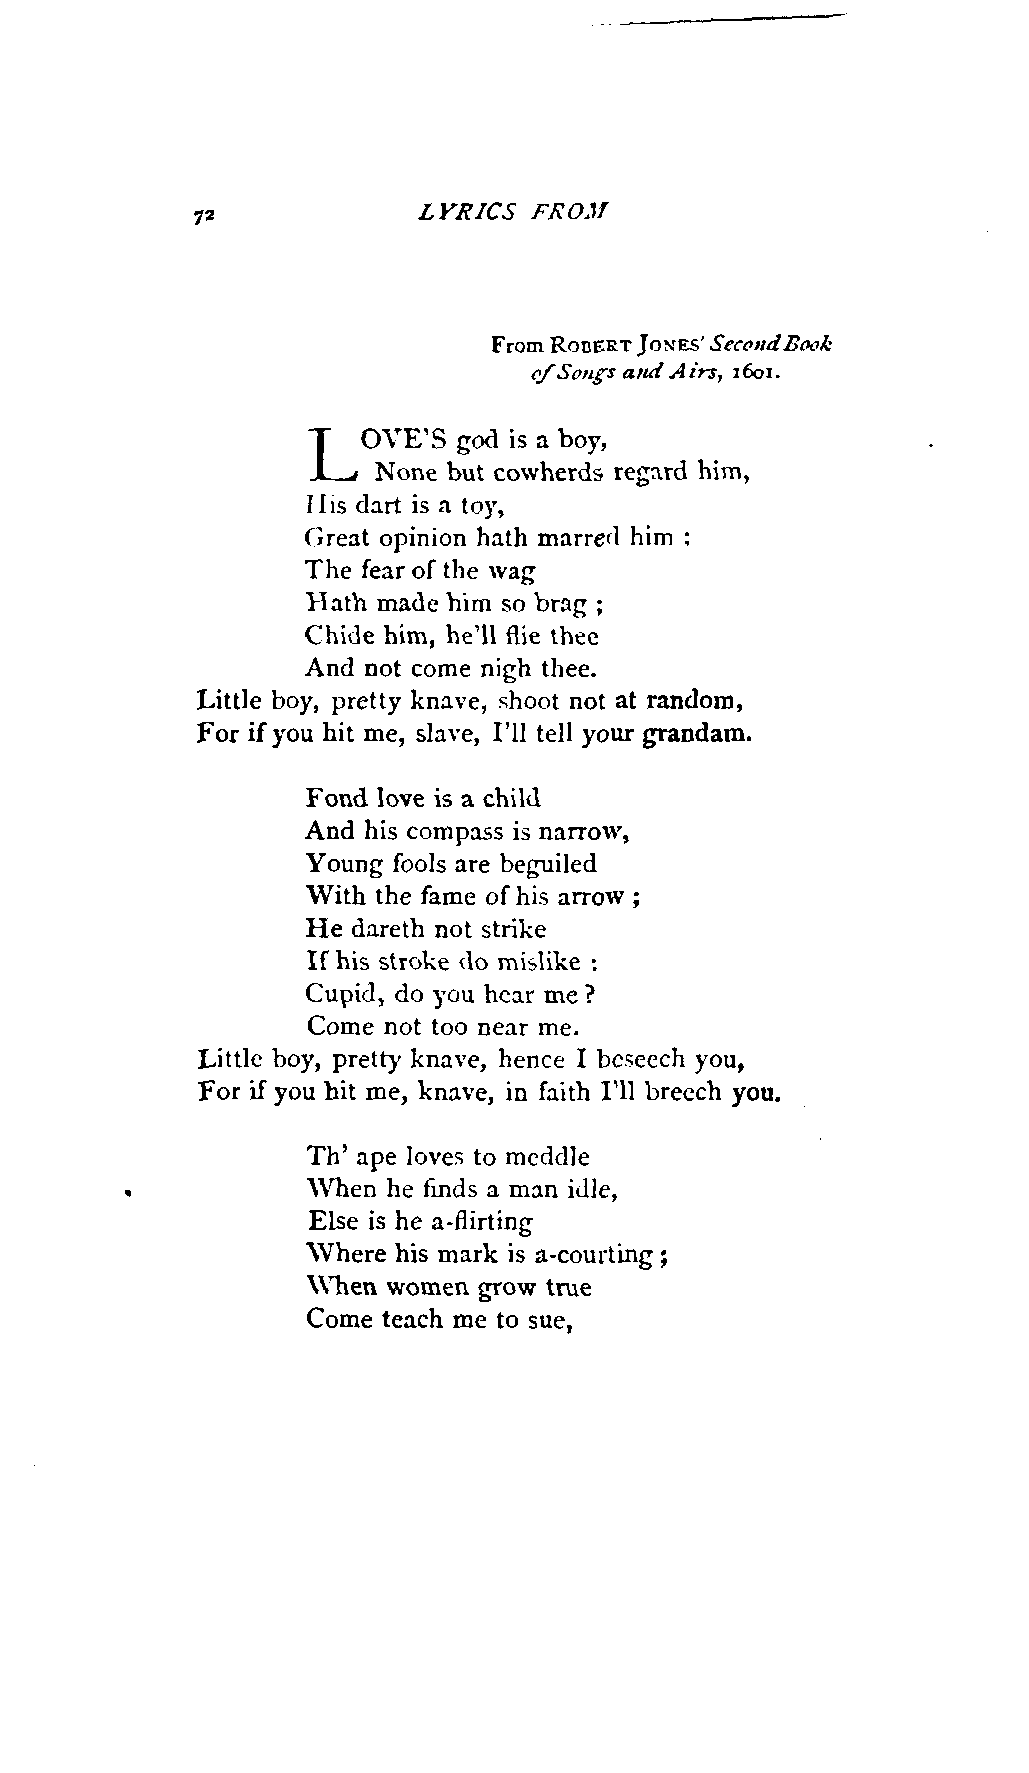 72 LYRICS FROM
From ROBERT JONES' Second Book
of Songs and Airs, 1601.
LOVE'S god is a boy,
None but cowherds regard him,
His dart is a toy,
Great opinion hath marred him :
The fear of the wag
Hath made him so brag ;
Chide him, he'll flie thee
And not come nigh thee.
Little boy, pretty knave, shoot not at random,
For if you hit me, slave, I'll tell your grandam.
Fond love is a child
And his compass is narrow,
Young fools are beguiled
With the fame of his arrow ;
He dareth not strike
If his stroke do mislike :
Cupid, do you hear me ?
Come not too near me.
Little boy, pretty knave, hence I beseech you,
For if you hit me, knave, in faith I'll breech you.
Th' ape loves to meddle
When he finds a man idle,
Else is he a-flirting
Where his mark is a-courting ;
When women grow true
Come teach me to sue,